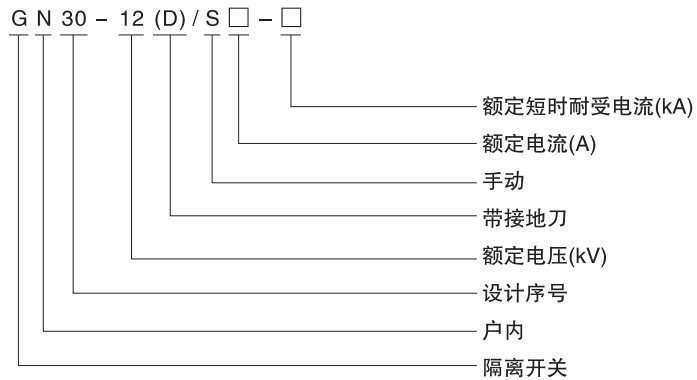 GN30-12(D)/S□-□
额定短时耐受电流(kA)
额定电流(A)
手动
带接地刀
额定电压(kV)
设计序号
户内
隔离开关